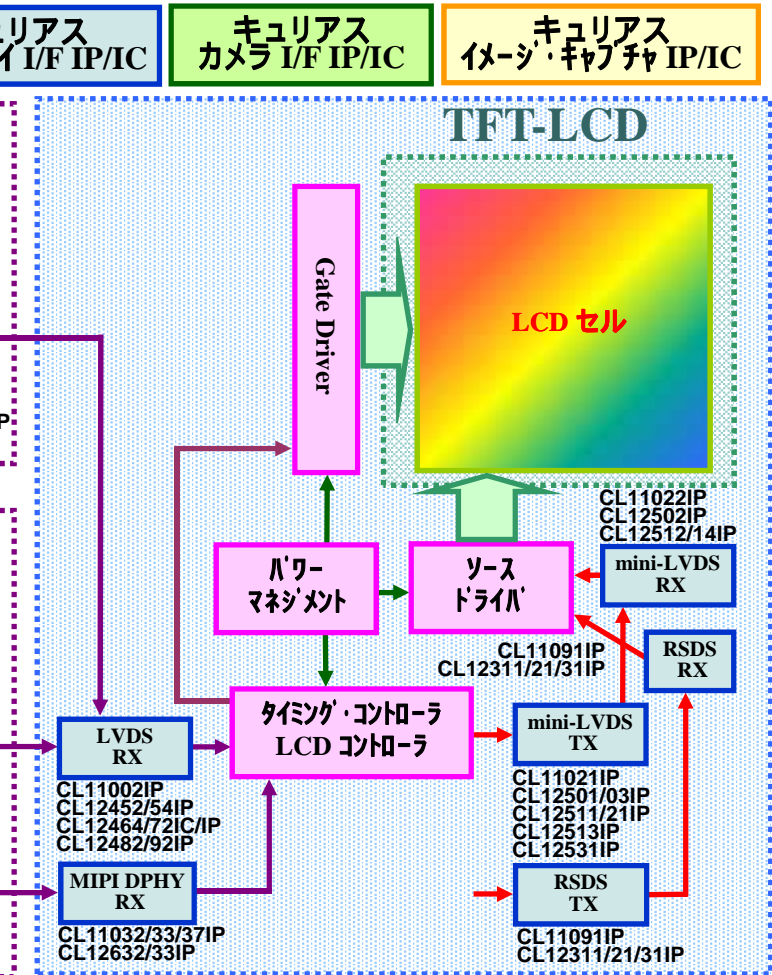 ュリアス
イ I/F IP/IC
キュリアス
カメラ I/F IP/IC
キュリアス
イメージ・キャプチャ IP/IC
TFT-LCD
Gate Driver
LCD セル
P
CL11022IP
CL12502IP
CL12512/14IP
パワー
マネジメント
ソース
ドライバ
mini-LVDS
RX
CL11091IP
CL12311/21/31IP
RSDS
RX
タイミング・コントローラ
LCD コントローラ
LVDS
RX
mini-LVDS
TX
CL11002IP
CL12452/54IP
CL12464/72IC/IP
CL12482/92IP
CL11021IP
CL12501/03IP
CL12511/21IP
CL12513IP
CL12531IP
MIPI DPHY
RX
RSDS
TX
CL11032/33/37IP
CL12632/33IP
CL11091IP
CL12311/21/31IP